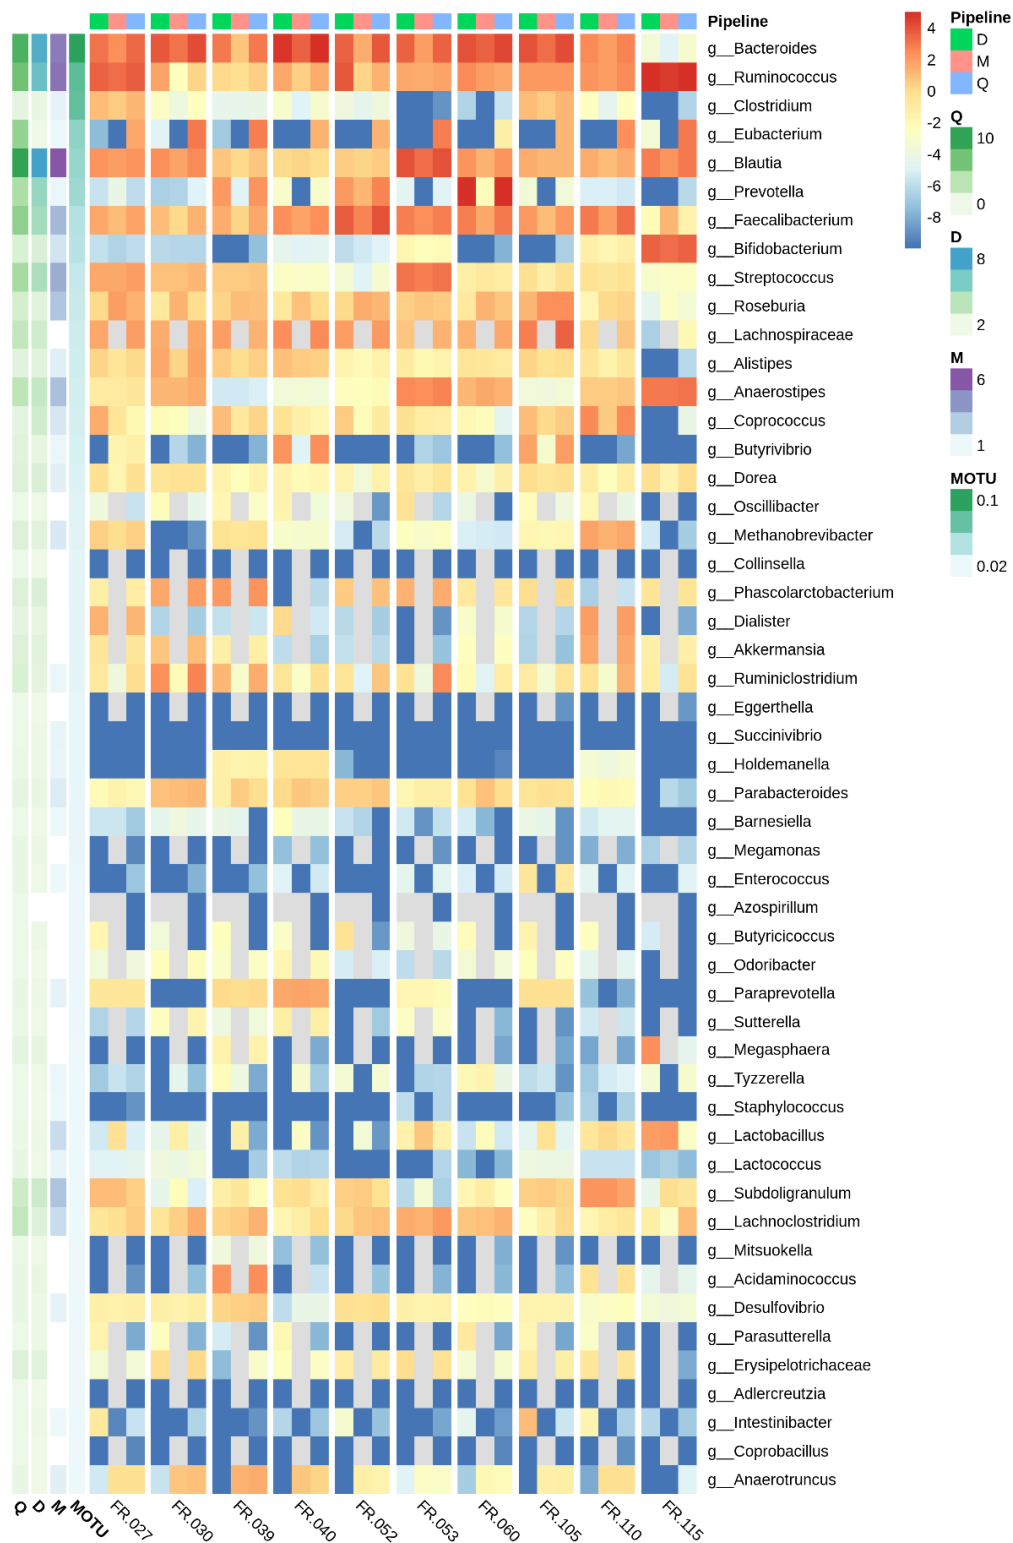 Pipeline
g__Bacteroides
g__Ruminococcus
g__Clostridium
g__Eubacterium
g__Blautia
g__Prevotella
g__Faecalibacterium
g__Bifidobacterium
g__Streptococcus
g__Roseburia
g__Lachnospiraceae
g__Alistipes
g__Anaerostipes
g__Coprococcus
g__Butyrivibrio
g__Dorea
g__Oscillibacter
g__Methanobrevibacter
g__Collinsella
g__Phascolarctobacterium
g__Dialister
g__Akkermansia
g__Ruminiclostridium
g__Eggerthella
g__Succinivibrio
g__Holdemanella
g__Parabacteroides
g__Barnesiella
g__Megamonas
g__Enterococcus
g__Azospirillum
g__Butyricicoccus
g__Odoribacter
g__Paraprevotella
g__Sutterella
g__Megasphaera
g__Tyzzerella
g__Staphylococcus
g__Lactobacillus
g__Lactococcus
g__Subdoligranulum
g__Lachnoclostridium
g__Mitsuokella
g__Acidaminococcus
g__Desulfovibrio
g__Parasutterella
g__Erysipelotrichaceae
g__Adlercreutzia
g__Intestinibacter
g__Coprobacillus
g__Anaerotruncus
Q D M MOTU FR.027 FR.030 FR.039 FR.040 FR.052 FR.053 FR.060 FR.105 FR.110 FR.115
4
2
0
-2
-4
-6
-8
Pipeline
D
M
Q
Q
10
0
D
8
2
M
6
1
MOTU
0.1
0.02